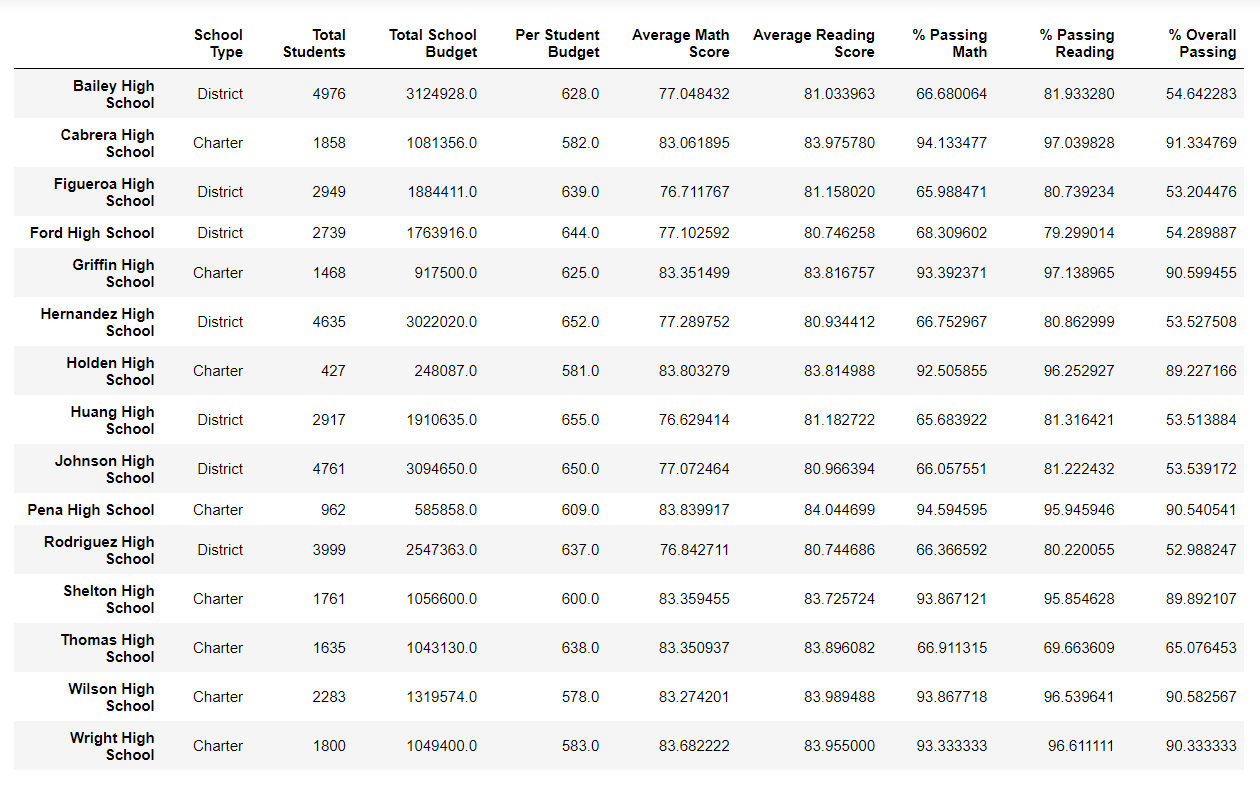 School Type Total Students Total School Budget Per Student Budget Average Math Score Average Reading Score % Passing Math % Passing Reading % Overall Passing
Bailey High School District 4976 3124928.0 628.0 77.048432 81.033963 66.680064 81.933280 54.642283
Cabrera High School Charter 1858 1081356.0 582.0 83.061895 83.975780 94.133477 97.039828 91.334769
Figueroa High School District 2949 1884411.0 639.0 76.711767 81.158020 65.988471 80.739234 53.204476
Ford High School District 2739 1763916.0 644.0 77.102592 80.746258 68.309602 79.299014 54.289887
Griffin High School Charter 1468 917500.0 625.0 83.351499 83.816757 93.392371 97.138965 90.599455
Hernandez High School District 4635 3022020.0 652.0 77.289752 80.934412 66.752967 80.862999 53.527508
Holden High School Charter 427 248087.0 581.0 83.803279 83.814988 92.505855 96.252927 89.227166
Huang High School District 2917 1910635.0 655.0 76.629414 81.182722 65.683922 81.316421 53.513884
Johnson High School District 4761 3094650.0 650.0 77.072464 80.966394 66.057551 81.222432 53.539172
Pena High School Charter 962 585858.0 609.0 83.839917 84.044699 94.594595 95.945946 90.540541
Rodriguez High School District 3999 2547363.0 637.0 76.842711 80.744686 66.366592 80.220055 52.988247
Shelton High School Charter 1761 1056600.0 600.0 83.359455 83.725724 93.867121 95.854628 89.892107
Thomas High School Charter 1635 1043130.0 638.0 83.350937 83.896082 66.911315 69.663609 65.076453
Wilson High School Charter 2283 1319574.0 578.0 83.274201 83.989488 93.867718 96.539641 90.582567
Wright High School Charter 1800 1049400.0 583.0 83.682222 83.955000 93.333333 96.611111 90.333333